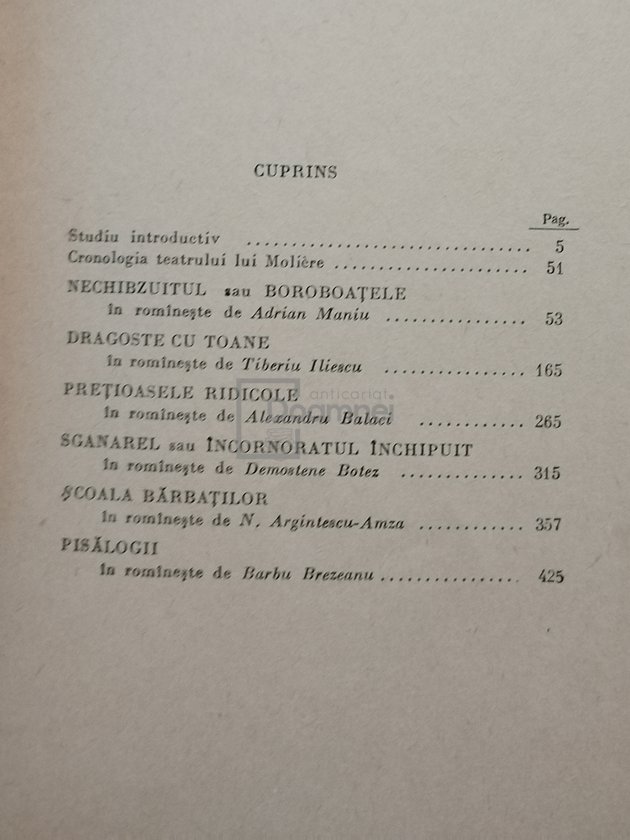 CUPRINS
Pag.
Studiu introductiv ................................ 5
Cronologia teatrului lui Molière ....................... 51
NECHIBZUITUL sau BOROBOAȚELE
în romînește de Adrian Maniu ................ 53
DRAGOSTE CU TOANE
în romînește de Tiberiu Iliescu ................ 165
PREȚIOASELE RIDICOLE
anticariat
Doamnei
în romînește de Alexandru Balaci ............ 265
SGANAREL sau ÎNCORNORATUL ÎNCHIPUIT
în romînește de Demostene Botez .............. 315
ȘCOALA BĂRBAȚILOR
în romînește de N. Argintescu-Amza ............ 357
PISĂLOGII
în romînește de Barbu Brezeanu ................ 425